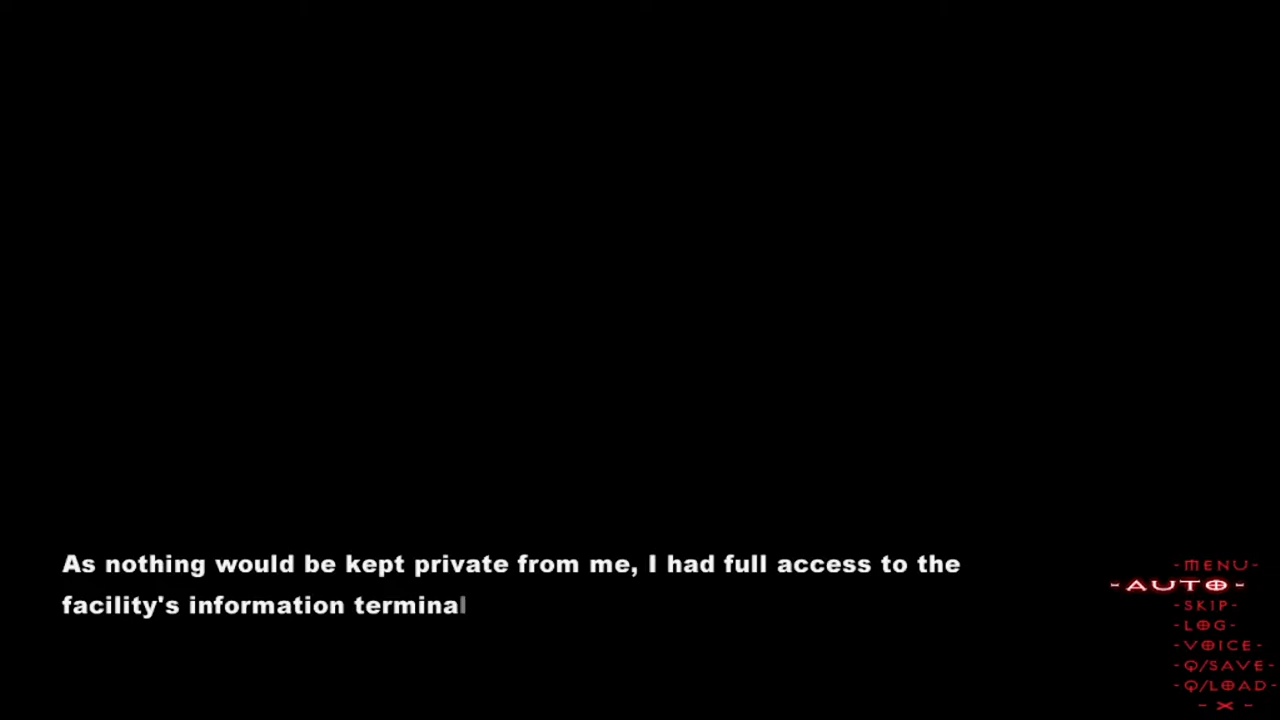 As nothing would be kept private from me, I had full access to the
facility's information terminal
-MENU-
-AUTO-
-SKIP-
-LOG-
-VOICE-
-Q/SAVE-
-Q/LOAD-
-X-